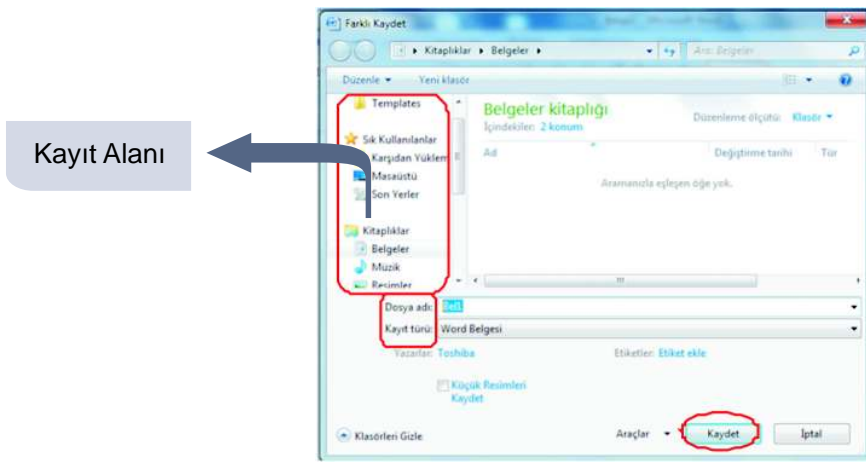 Farklı Kaydet
Kitaplıklar Belgeler Ara: Belgeler
Düzenle Yeni klasör
Kayıt Alanı
Templates
Sık Kullanılanlar
Karşıdan Yüklem
Masaüstü
Son Yerler
Kitaplıklar
Belgeler
Müzik
Resimler
Belgeler kitaplığı
İçindekiler: 2 konum
Düzenleme ölçütü: Klasör
Ad Değiştirme tarihi Tür
Aramanızla eşleşen öğe yok.
Dosya adı:
Kayıt türü: Word Belgesi
Yazarlar: Toshiba Etiketler: Etiket ekle
Küçük Resimleri
Kaydet
Klasörleri Gizle Araçlar Kaydet İptal